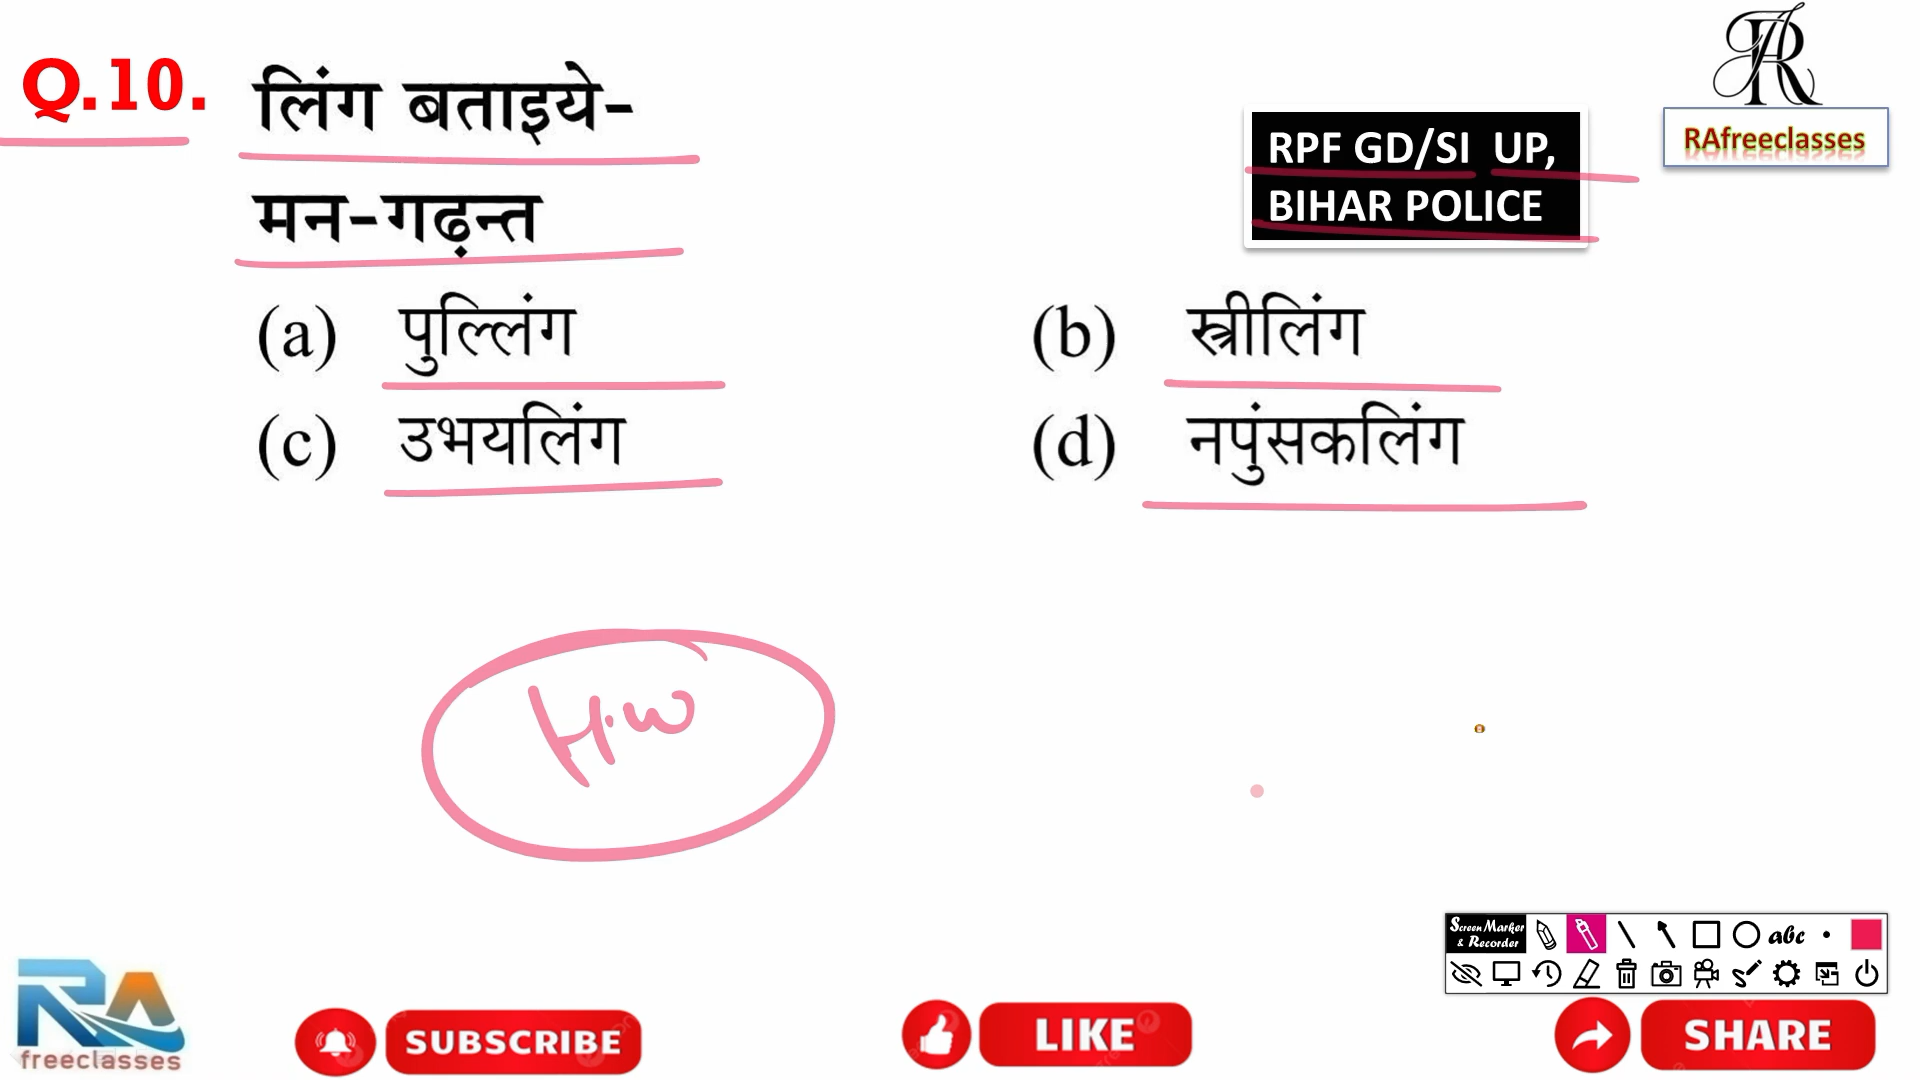 Q.10. लिंग बताइये-
मन-गढ़न्त
(a) पुल्लिंग
(b) स्त्रीलिंग
(c) उभयलिंग
(d) नपुंसकलिंग
RPF GD/SI UP,
BIHAR POLICE
RAfreeclasses
H.W
Screen Marker
& Recorder
abc
RA
freeclasses
SUBSCRIBE
LIKE
SHARE